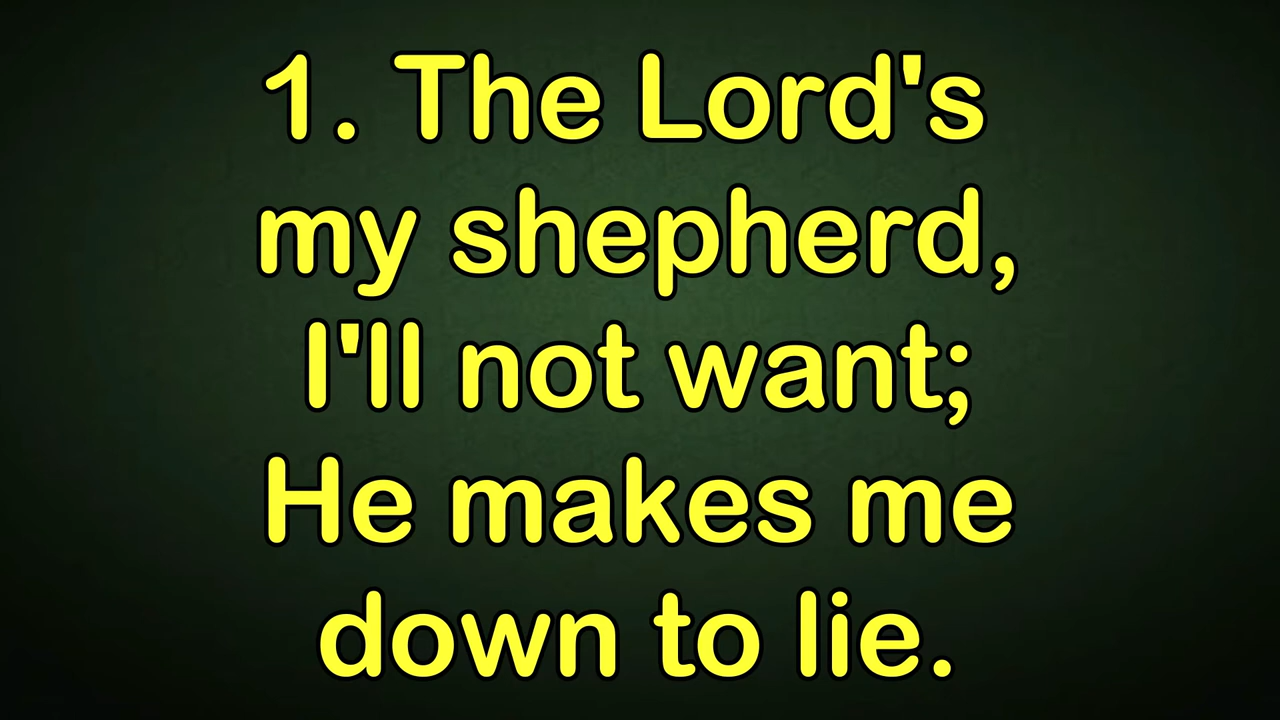 1. The Lord's
my shepherd,
I'll not want;
He makes me
down to lie.